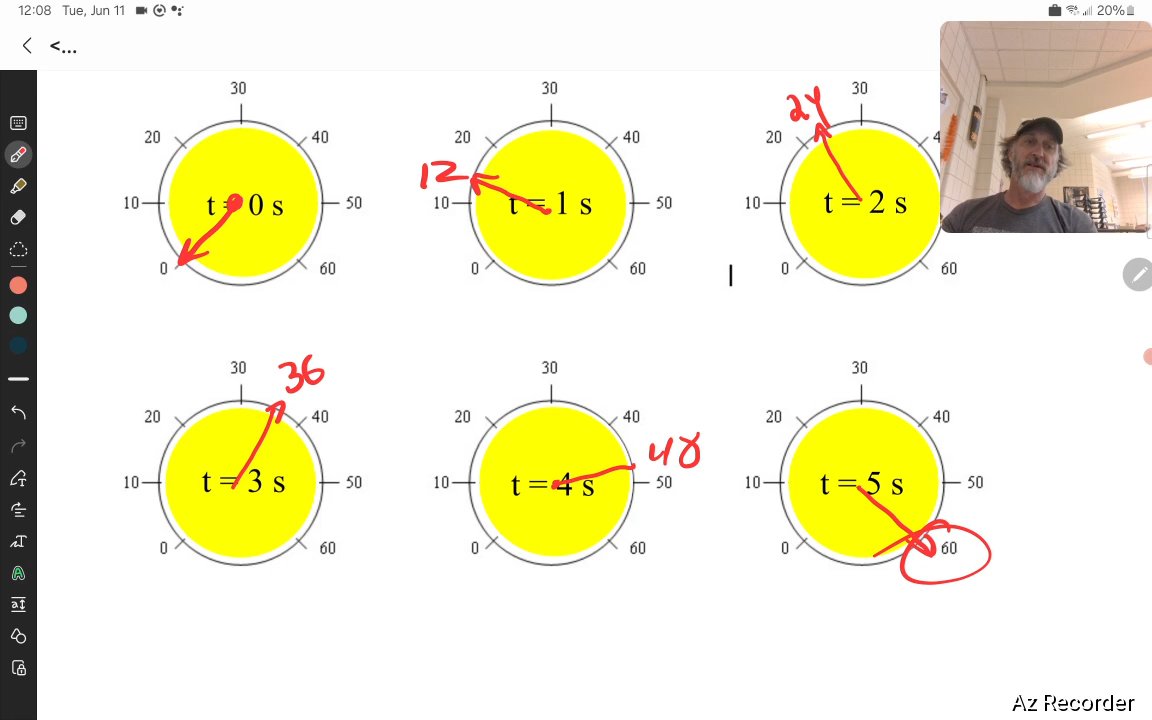 12:08 Tue, Jun 11 20%
<...
30 30 30
20 40 20 40 20 4
24
12
10 t = 0 s 50 10 t = 1 s 50 10 t = 2 s
0 60 0 60 0 60
30 30 30
36
20 40 20 40 20 40
48
10 t = 3 s 50 10 t = 4 s 50 10 t = 5 s 50
0 60 0 60 0 60
Az Recorder